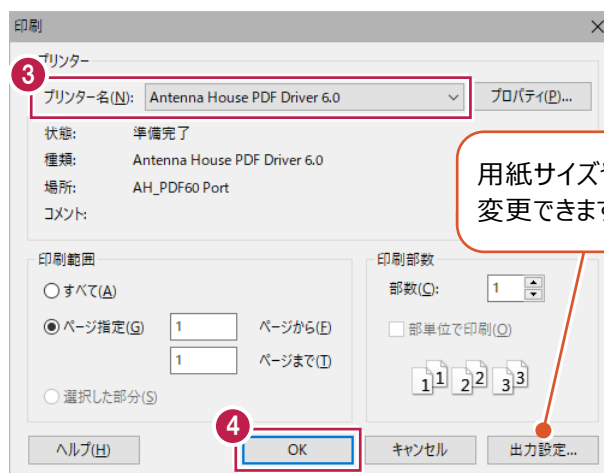 印刷
プリンター
3
プリンター名(N): Antenna House PDF Driver 6.0 プロパティ(P)...
状態: 準備完了
種類: Antenna House PDF Driver 6.0
場所: AH_PDF60 Port
コメント:
用紙サイズ
変更できます
印刷範囲
すべて(A)
ページ指定(G) 1 ページから(F)
1 ページまで(T)
選択した部分(S)
印刷部数
部数(C): 1
部単位で印刷(O)
1 1 2 2 3 3
4
ヘルプ(H) OK キャンセル 出力設定...